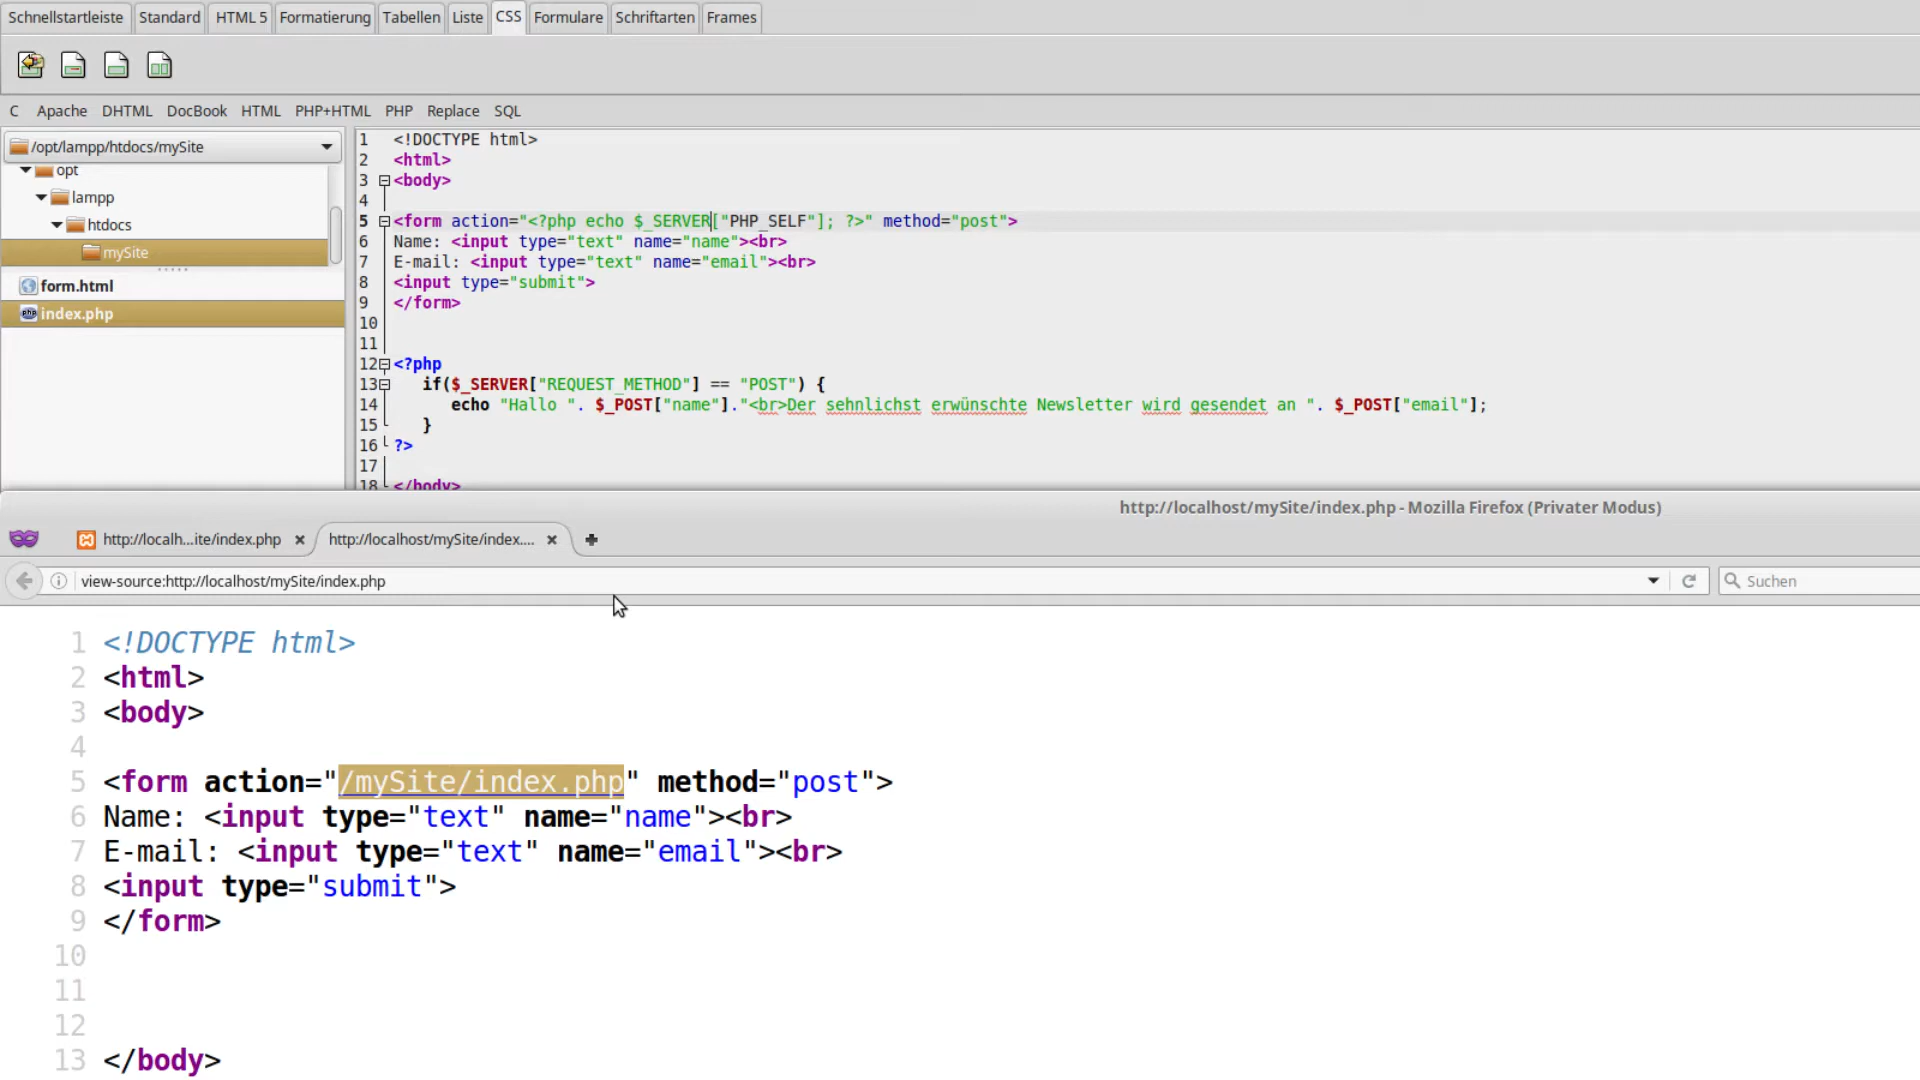 Schnellstartleiste Standard HTML 5 Formatierung Tabellen Liste CSS Formulare Schriftarten Frames
C Apache DHTML DocBook HTML PHP+HTML PHP Replace SQL
/opt/lampp/htdocs/mySite
opt
lampp
htdocs
mySite
form.html
index.php
1 <!DOCTYPE html>
2 <html>
3 <body>
4
5 <form action="<?php echo $_SERVER["PHP_SELF"]; ?>" method="post">
6 Name: <input type="text" name="name"><br>
7 E-mail: <input type="text" name="email"><br>
8 <input type="submit">
9 </form>
10
11
12 <?php
13 if($_SERVER["REQUEST_METHOD"] == "POST") {
14 echo "Hallo ". $_POST["name"]."<br>Der sehnlichst erwünschte Newsletter wird gesendet an ". $_POST["email"];
15 }
16 ?>
17
18 </body>
http://localhost/mySite/index.php - Mozilla Firefox (Privater Modus)
http://localh...ite/index.php http://localhost/mySite/index....
view-source:http://localhost/mySite/index.php Suchen
1 <!DOCTYPE html>
2 <html>
3 <body>
4
5 <form action="/mySite/index.php" method="post">
6 Name: <input type="text" name="name"><br>
7 E-mail: <input type="text" name="email"><br>
8 <input type="submit">
9 </form>
10
11
12
13 </body>